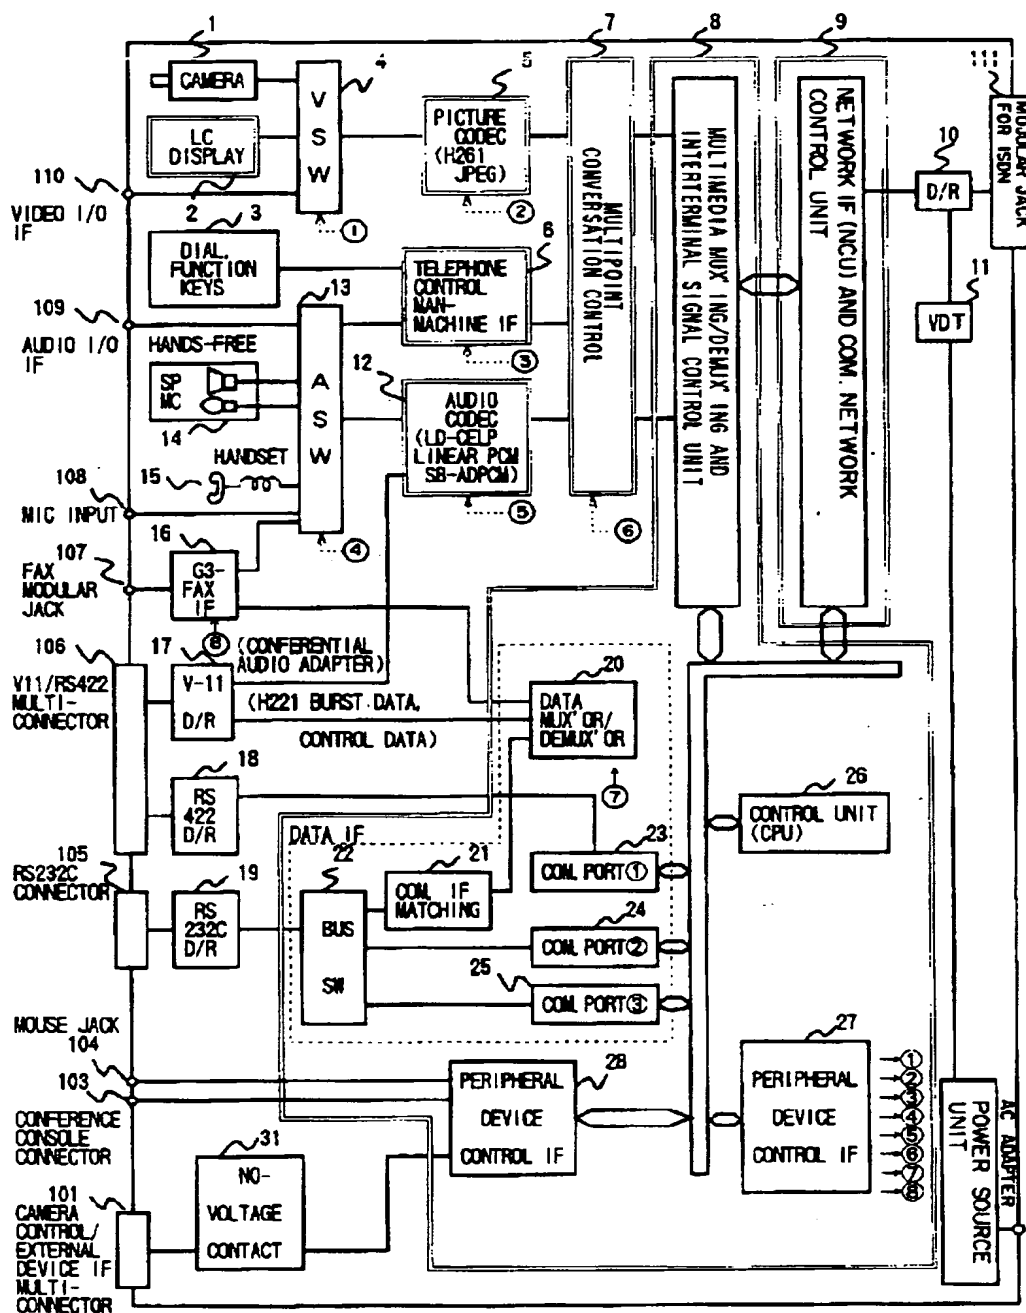 1
4
5
7
8
9
111
CAMERA
V
S
W
LC
DISPLAY
PICTURE
CODEC
(H261
JPEG)
MULTIPOINT
CONVERSATION CONTROL
MULTIMEDIA MUX'ING/DEMUX'ING AND
INTERTERMINAL SIGNAL CONTROL UNIT
NETWORK IF (NCU) AND COM. NETWORK
CONTROL UNIT
10
D/R
MODULAR JACK
FOR ISDN
110
VIDEO I/O
IF
2
3
①
②
6
DIAL.
FUNCTION
KEYS
13
TELEPHONE
CONTROL
MAN-
MACHINE IF
11
VDT
109
AUDIO I/O
IF
HANDS-FREE
SP
MC
14
A
S
W
③
12
AUDIO
CODEC
(LD-CELP
LINEAR PCM
SB-ADPCM)
HANDSET
15
108
MIC INPUT
⑤
⑥
16
④
107
FAX
MODULAR
JACK
G3-
FAX
IF
⑧
106
17
(CONFERENTIAL
AUDIO ADAPTER)
20
V11/RS422
MULTI-
CONNECTOR
V-11
D/R
(H221 BURST DATA,
CONTROL DATA)
DATA
MUX'OR/
DEMUX'OR
18
⑦
26
RS
422
D/R
CONTROL UNIT
(CPU)
DATA IF
105
RS232C
CONNECTOR
19
22
21
23
RS
232C
D/R
COM. IF
MATCHING
COM. PORT①
BUS
SW
24
COM. PORT②
25
COM. PORT③
MOUSE JACK
104
103
28
27
PERIPHERAL
DEVICE
CONTROL IF
PERIPHERAL
DEVICE
CONTROL IF
①
②
③
④
⑤
⑥
⑦
⑧
POWER SOURCE
UNIT
AC ADAPTER
CONFERENCE
CONSOLE
CONNECTOR
31
NO-
VOLTAGE
CONTACT
101
CAMERA
CONTROL/
EXTERNAL
DEVICE IF
MULTI-
CONNECTOR